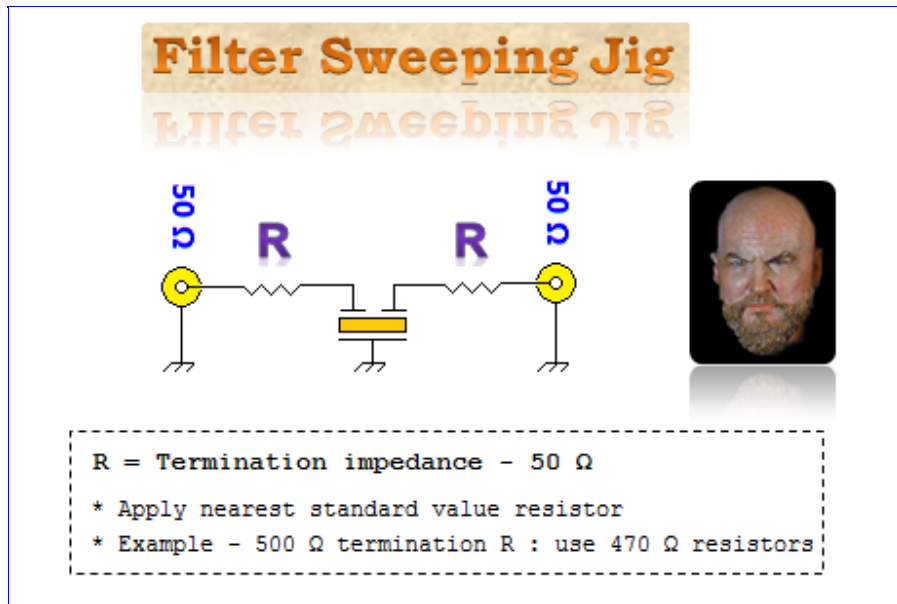 Filter Sweeping Jig
50 Ω
50 Ω
R
R
R = Termination impedance - 50 Ω
* Apply nearest standard value resistor
* Example - 500 Ω termination R : use 470 Ω resistors